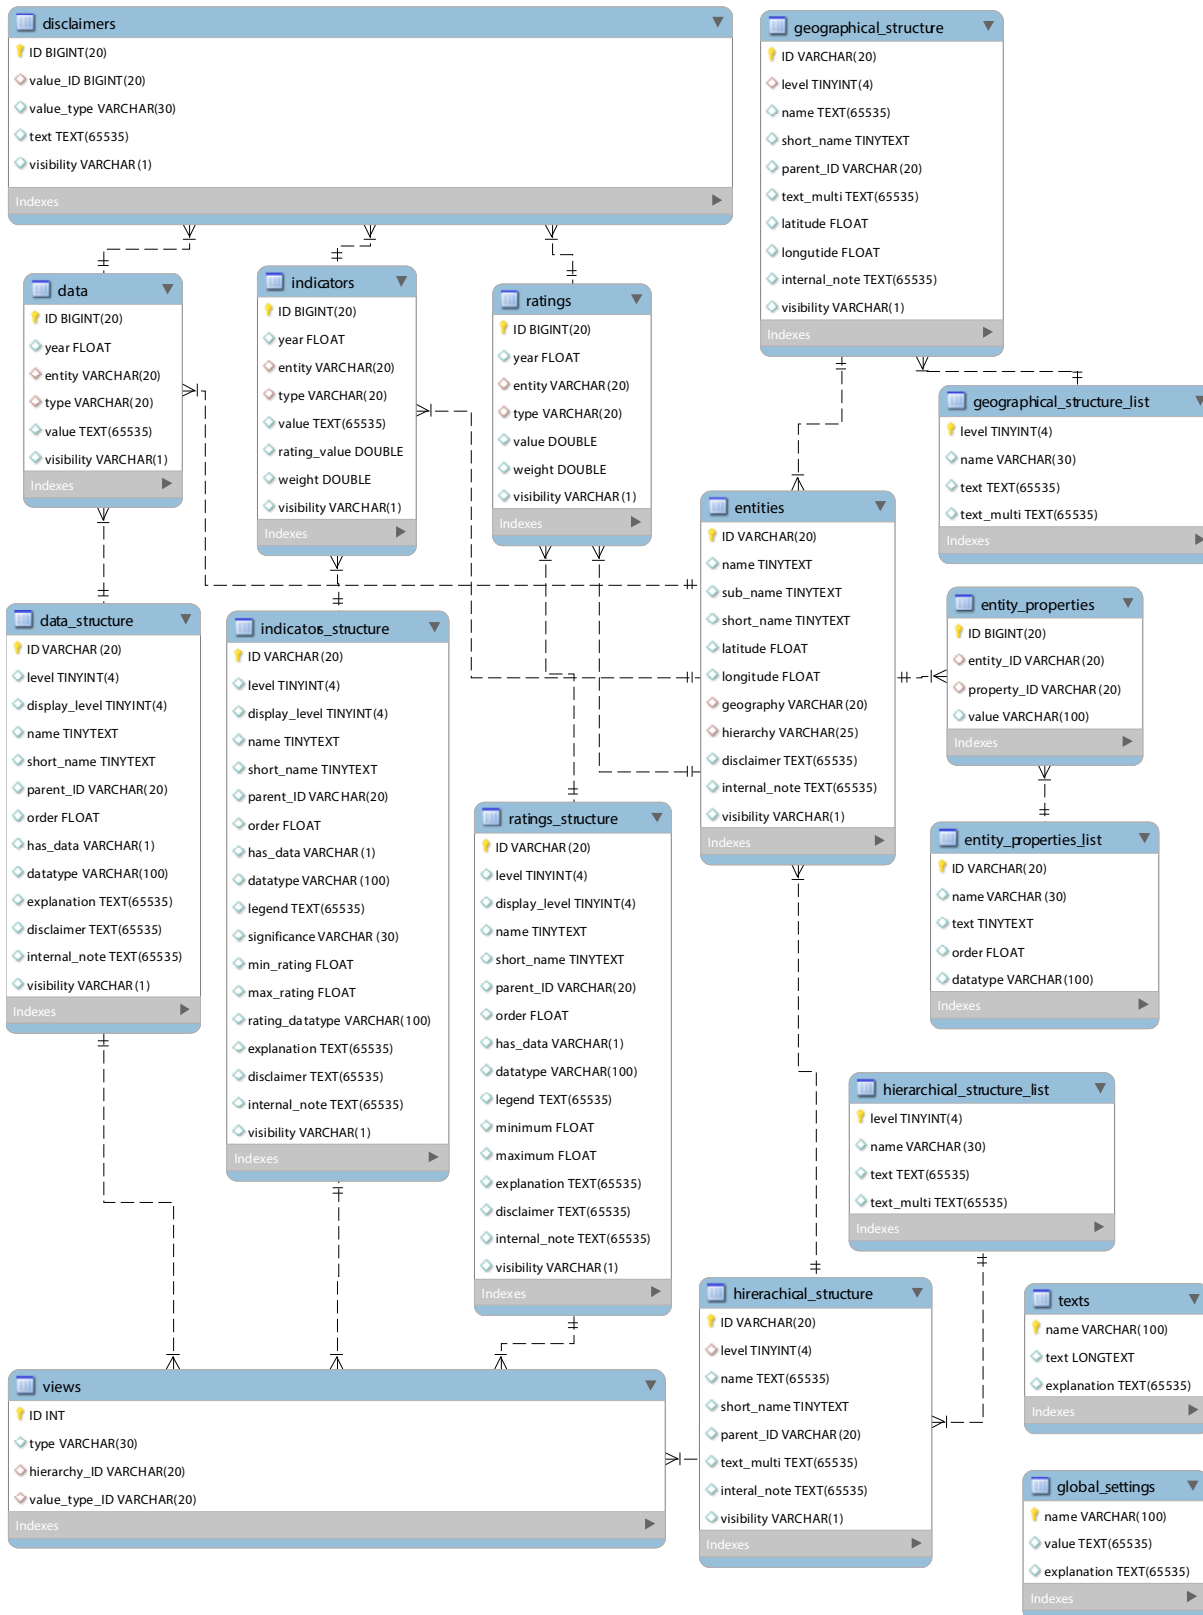 disclaimers
ID BIGINT(20)
value_ID BIGINT(20)
value_type VARCHAR(30)
text TEXT(65535)
visibility VARCHAR (1)
Indexes
geographical_structure
ID VARCHAR(20)
level TINYINT(4)
name TEXT(65535)
short_name TINYTEXT
parent_ID VARCHAR (20)
text_multi TEXT(65535)
latitude FLOAT
longutide FLOAT
internal_note TEXT(65535)
visibility VARCHAR(1)
Indexes
data
ID BIGINT(20)
year FLOAT
entity VARCHAR(20)
type VARCHAR(20)
value TEXT(65535)
visibility VARCHAR(1)
Indexes
indicators
ID BIGINT(20)
year FLOAT
entity VARCHAR(20)
type VARCHAR(20)
value TEXT(65535)
rating_value DOUBLE
weight DOUBLE
visibility VARCHAR(1)
Indexes
ratings
ID BIGINT(20)
year FLOAT
entity VARCHAR (20)
type VARCHAR(20)
value DOUBLE
weight DOUBLE
visibility VARCHAR (1)
Indexes
geographical_structure_list
level TINYINT(4)
name VARCHAR(30)
text TEXT(65535)
text_multi TEXT(65535)
Indexes
entities
ID VARCHAR(20)
name TINYTEXT
sub_name TINYTEXT
short_name TINYTEXT
latitude FLOAT
longitude FLOAT
geography VARCHAR (20)
hierarchy VARCHAR(25)
disclaimer TEXT(65535)
internal_note TEXT(65535)
visibility VARCHAR(1)
Indexes
entity_properties
ID BIGINT(20)
entity_ID VARCHAR(20)
property_ID VARCHAR (20)
value VARCHAR(100)
Indexes
data_structure
ID VARCHAR (20)
level TINYINT(4)
display_level TINYINT(4)
name TINYTEXT
short_name TINYTEXT
parent_ID VARCHAR(20)
order FLOAT
has_data VARCHAR(1)
datatype VARCHAR(100)
explanation TEXT(65535)
disclaimer TEXT(65535)
internal_note TEXT(65535)
visibility VARCHAR (1)
Indexes
indicators_structure
ID VARCHAR (20)
level TINYINT(4)
display_level TINYINT(4)
name TINYTEXT
short_name TINYTEXT
parent_ID VARCHAR(20)
order FLOAT
has_data VARCHAR (1)
datatype VARCHAR (100)
legend TEXT(65535)
significance VARCHAR (30)
min_rating FLOAT
max_rating FLOAT
rating_datatype VARCHAR(100)
explanation TEXT(65535)
disclaimer TEXT(65535)
internal_note TEXT(65535)
visibility VARCHAR(1)
Indexes
ratings_structure
ID VARCHAR (20)
level TINYINT(4)
display_level TINYINT(4)
name TINYTEXT
short_name TINYTEXT
parent_ID VARCHAR(20)
order FLOAT
has_data VARCHAR(1)
datatype VARCHAR(100)
legend TEXT(65535)
minimum FLOAT
maximum FLOAT
explanation TEXT(65535)
disclaimer TEXT(65535)
internal_note TEXT(65535)
visibility VARCHAR (1)
Indexes
entity_properties_list
ID VARCHAR(20)
name VARCHAR (30)
text TINYTEXT
order FLOAT
datatype VARCHAR(100)
Indexes
hierarchical_structure_list
level TINYINT(4)
name VARCHAR (30)
text TEXT(65535)
text_multi TEXT(65535)
Indexes
hirerachical_structure
ID VARCHAR(20)
level TINYINT(4)
name TEXT(65535)
short_name TINYTEXT
parent_ID VARCHAR (20)
text_multi TEXT(65535)
interal_note TEXT(65535)
visibility VARCHAR(1)
Indexes
texts
name VARCHAR(100)
text LONGTEXT
explanation TEXT(65535)
Indexes
views
ID INT
type VARCHAR(30)
hierarchy_ID VARCHAR(20)
value_type_ID VARCHAR(20)
Indexes
global_settings
name VARCHAR(100)
value TEXT(65535)
explanation TEXT(65535)
Indexes